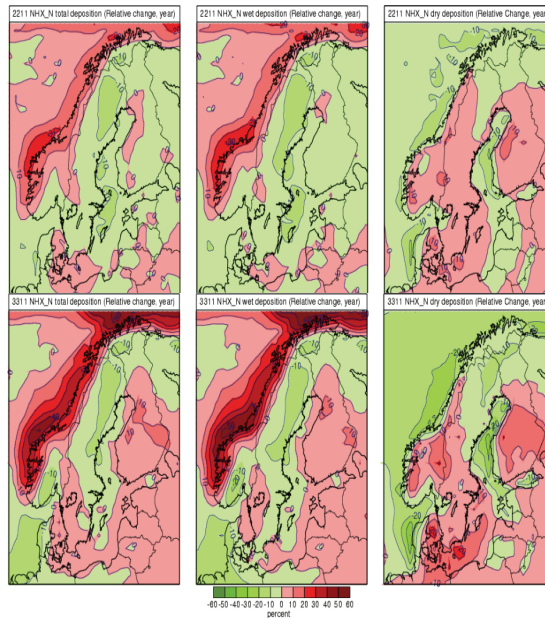 2211 NHX_N total deposition (Relative change, year)
2211 NHX_N wet deposition (Relative change, year)
2211 NHX_N dry deposition (Relative change, year)
3311 NHX_N total deposition (Relative change, year)
3311 NHX_N wet deposition (Relative change, year)
3311 NHX_N dry deposition (Relative change, year
-60 -50 -40 -30 -20 -10 0 10 20 30 40 50 60
percent